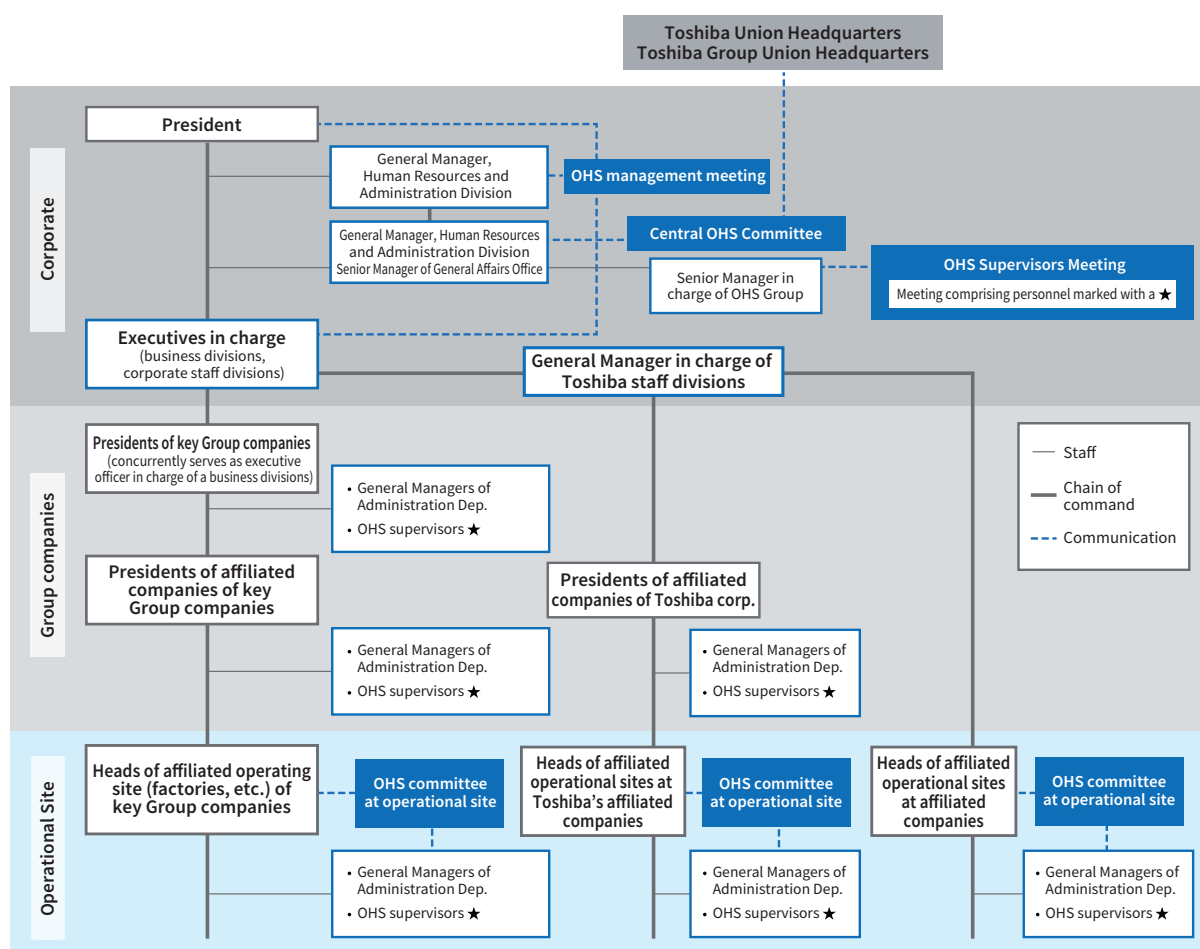 Toshiba Union Headquarters
Toshiba Group Union Headquarters
Corporate
President
General Manager,
Human Resources and
Administration Division
OHS management meeting
General Manager, Human Resources
and Administration Division
Senior Manager of General Affairs Office
Central OHS Committee
Senior Manager in
charge of OHS Group
OHS Supervisors Meeting
Meeting comprising personnel marked with a ★
Executives in charge
(business divisions,
corporate staff divisions)
General Manager in charge of
Toshiba staff divisions
Group companies
Presidents of key Group companies
(concurrently serves as executive
officer in charge of a business divisions)
• General Managers of
Administration Dep.
• OHS supervisors ★
Staff
Chain of
command
Communication
Presidents of affiliated
companies of key
Group companies
Presidents of affiliated
companies of Toshiba corp.
• General Managers of
Administration Dep.
• OHS supervisors ★
• General Managers of
Administration Dep.
• OHS supervisors ★
Operational Site
Heads of affiliated operating
site (factories, etc.) of
key Group companies
OHS committee
at operational site
Heads of affiliated
operational sites at
Toshiba's affiliated
companies
OHS committee
at operational site
Heads of affiliated
operational sites
at affiliated
companies
OHS committee
at operational site
• General Managers of
Administration Dep.
• OHS supervisors ★
• General Managers of
Administration Dep.
• OHS supervisors ★
• General Managers of
Administration Dep.
• OHS supervisors ★